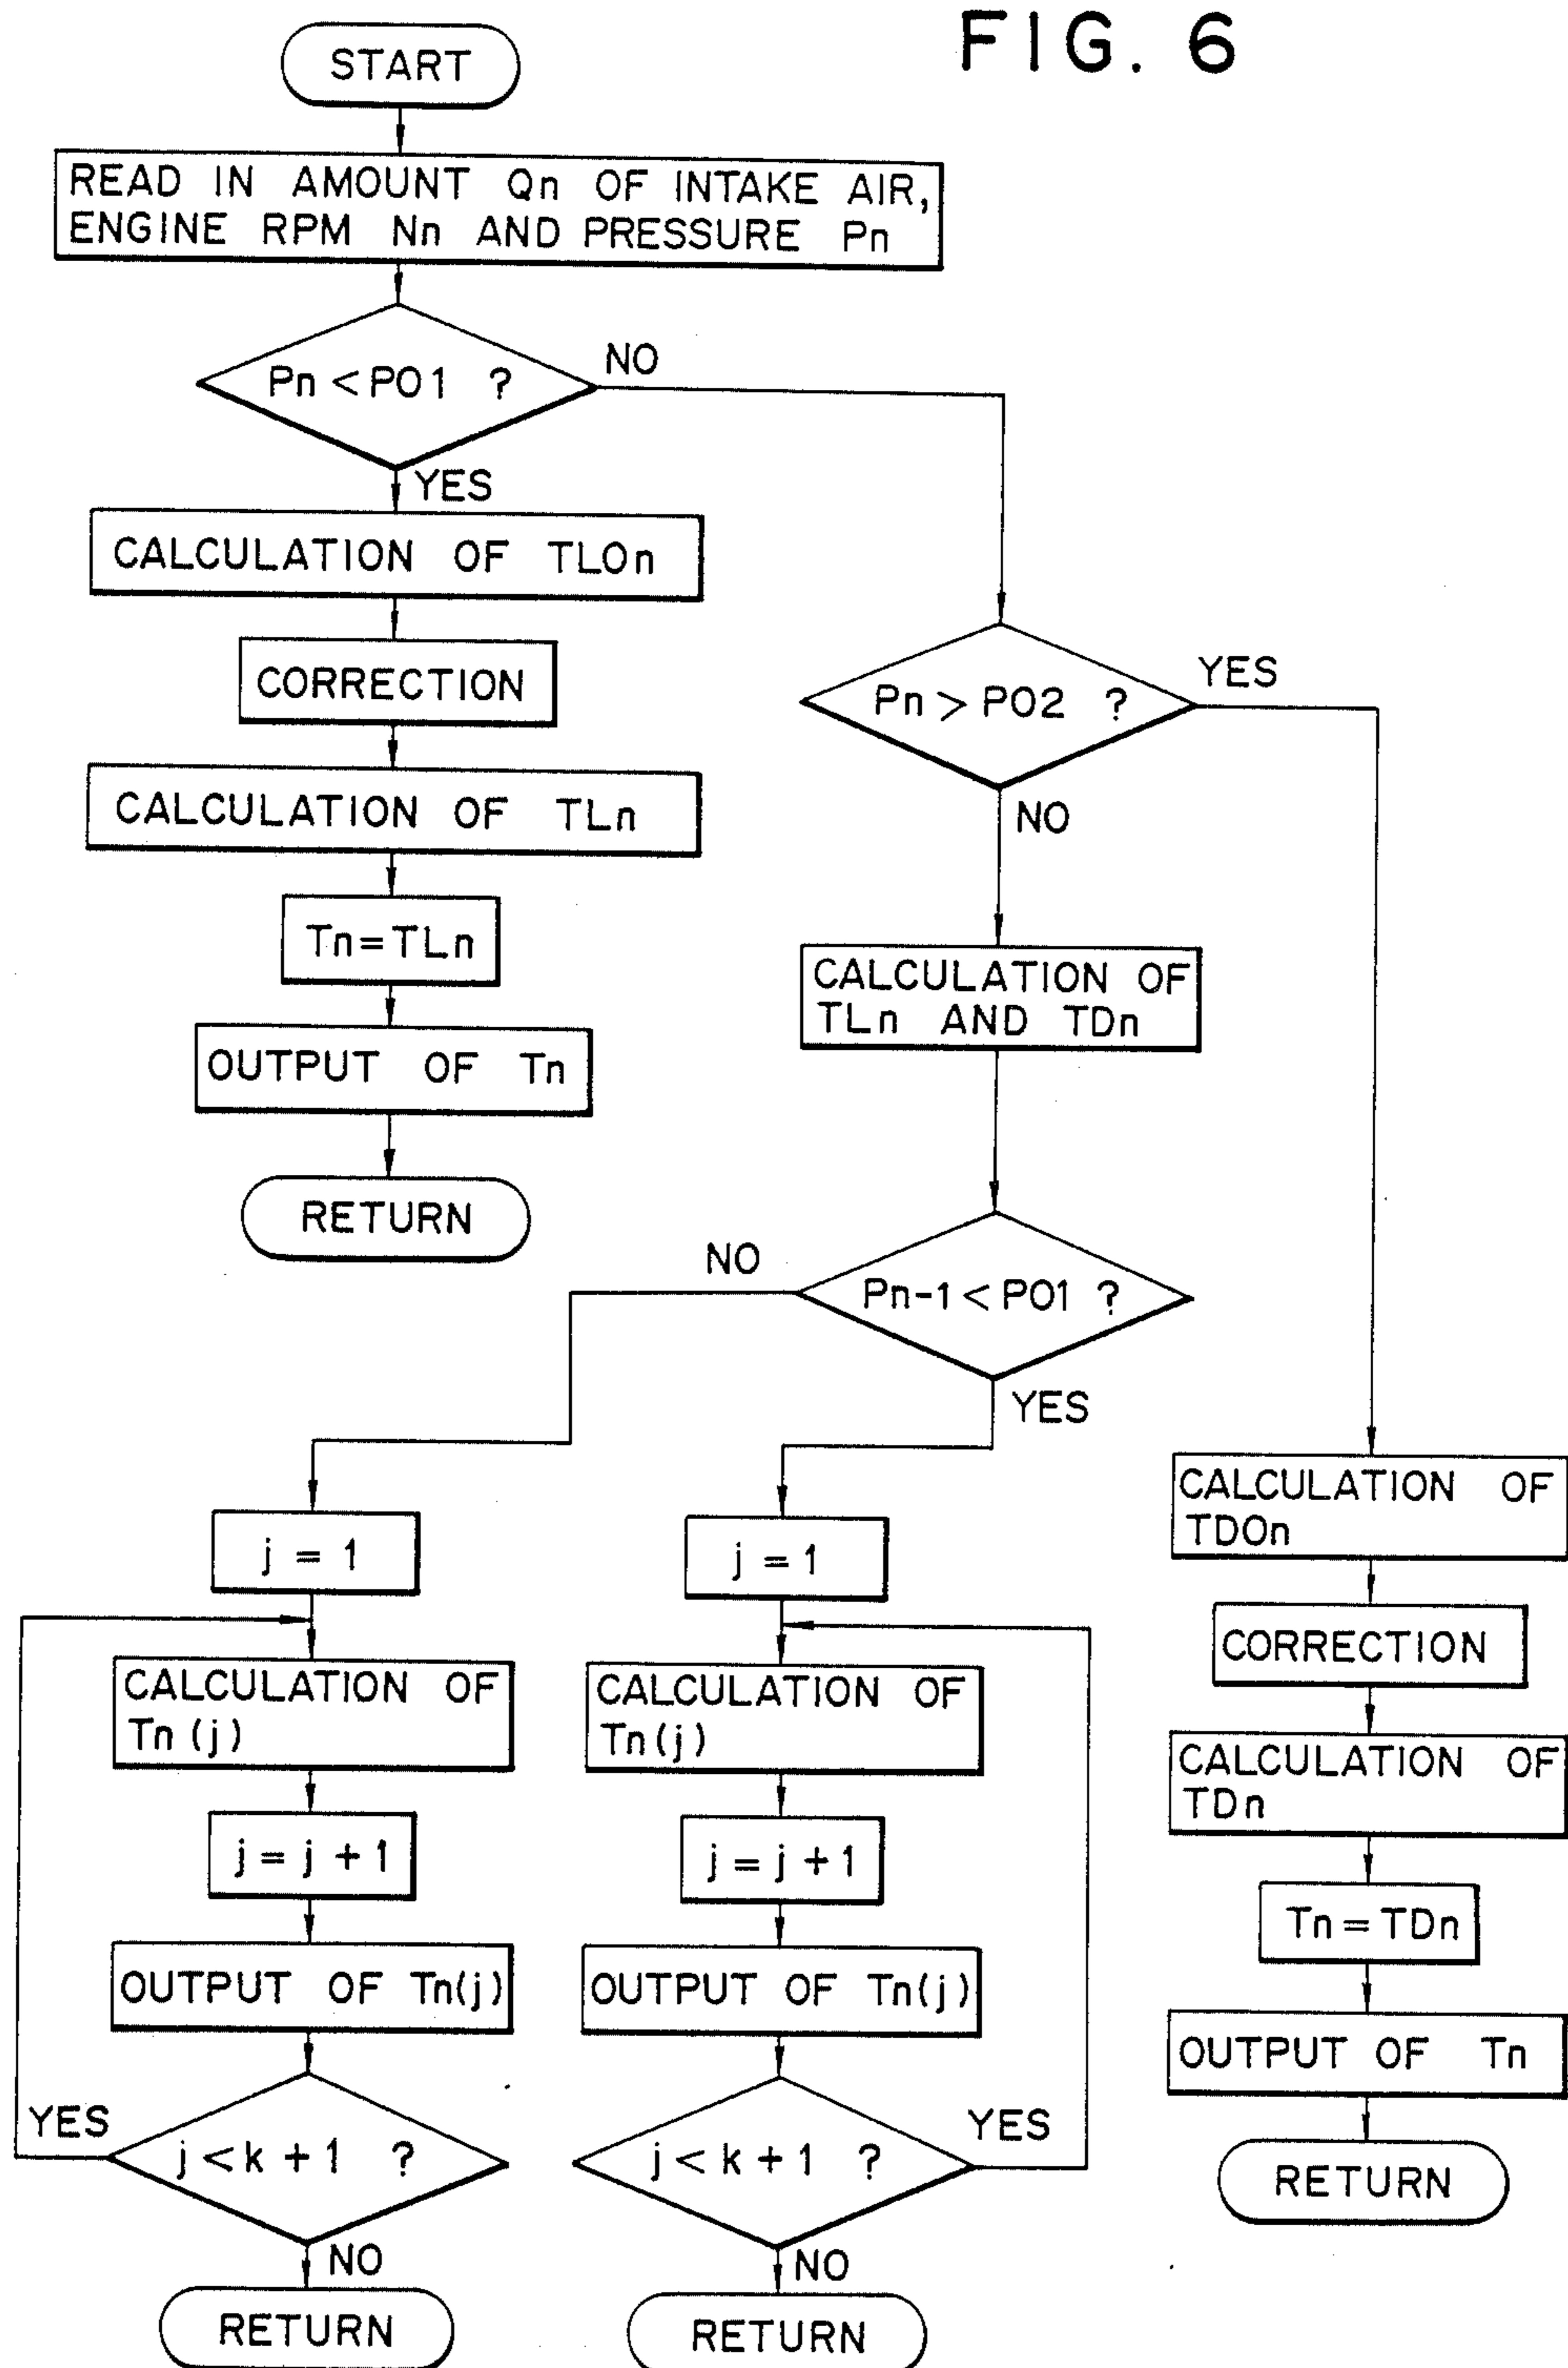 FIG. 6
START
READ IN AMOUNT Qn OF INTAKE AIR,
ENGINE RPM Nn AND PRESSURE Pn
Pn < PO1 ?
NO
YES
CALCULATION OF TLOn
CORRECTION
CALCULATION OF TLn
Tn = TLn
OUTPUT OF Tn
RETURN
Pn > PO2 ?
YES
NO
CALCULATION OF
TLn AND TDn
Pn-1 < PO1 ?
NO
YES
j = 1
CALCULATION OF
Tn (j)
j = j + 1
OUTPUT OF Tn(j)
j < k + 1 ?
YES
NO
RETURN
j = 1
CALCULATION OF
Tn (j)
j = j + 1
OUTPUT OF Tn(j)
j < k + 1 ?
YES
NO
RETURN
CALCULATION OF
TDOn
CORRECTION
CALCULATION OF
TDn
Tn = TDn
OUTPUT OF Tn
RETURN